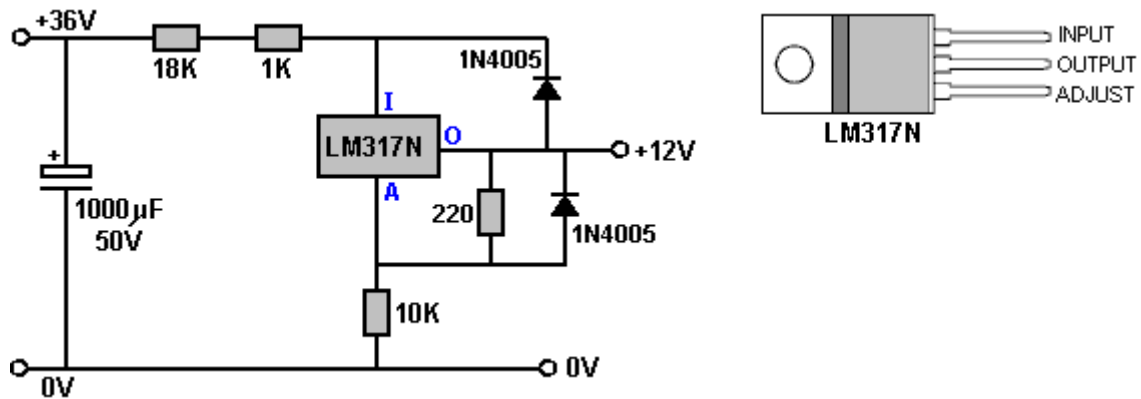 +36V
18K
1K
1N4005
I
LM317N
O
+12V
A
+
1000µF
50V
220
1N4005
10K
0V
0V
INPUT
OUTPUT
ADJUST
LM317N